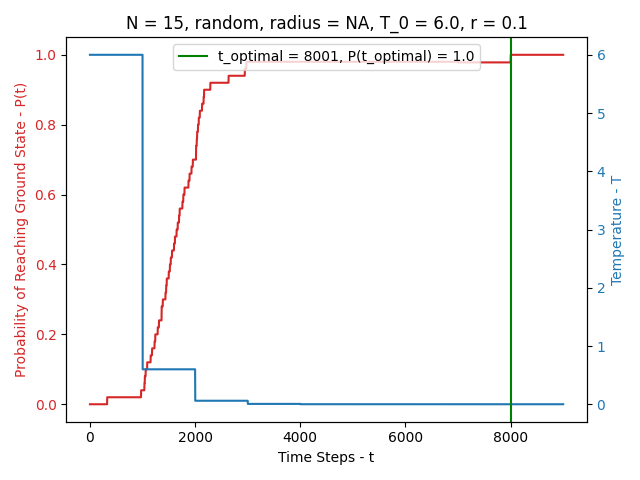 N = 15, random, radius = NA, T_0 = 6.0, r = 0.1
t_optimal = 8001, P(t_optimal) = 1.0
Probability of Reaching Ground State - P(t)
1.0
0.8
0.6
0.4
0.2
0.0
6
5
4
3
2
1
0
Temperature - T
0 2000 4000 6000 8000
Time Steps - t